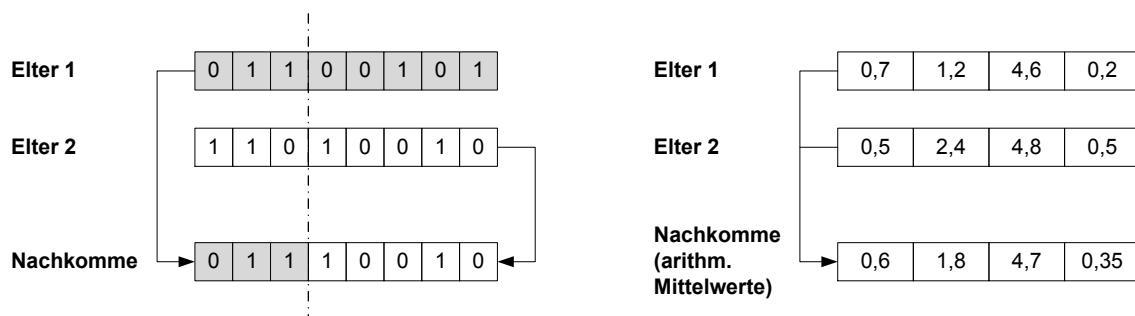 Elter 1 0 1 1 0 0 1 0 1
Elter 2 1 1 0 1 0 0 1 0
Nachkomme 0 1 1 1 0 0 1 0
Elter 1 0,7 1,2 4,6 0,2
Elter 2 0,5 2,4 4,8 0,5
Nachkomme
(arithm.
Mittelwerte)
0,6 1,8 4,7 0,35